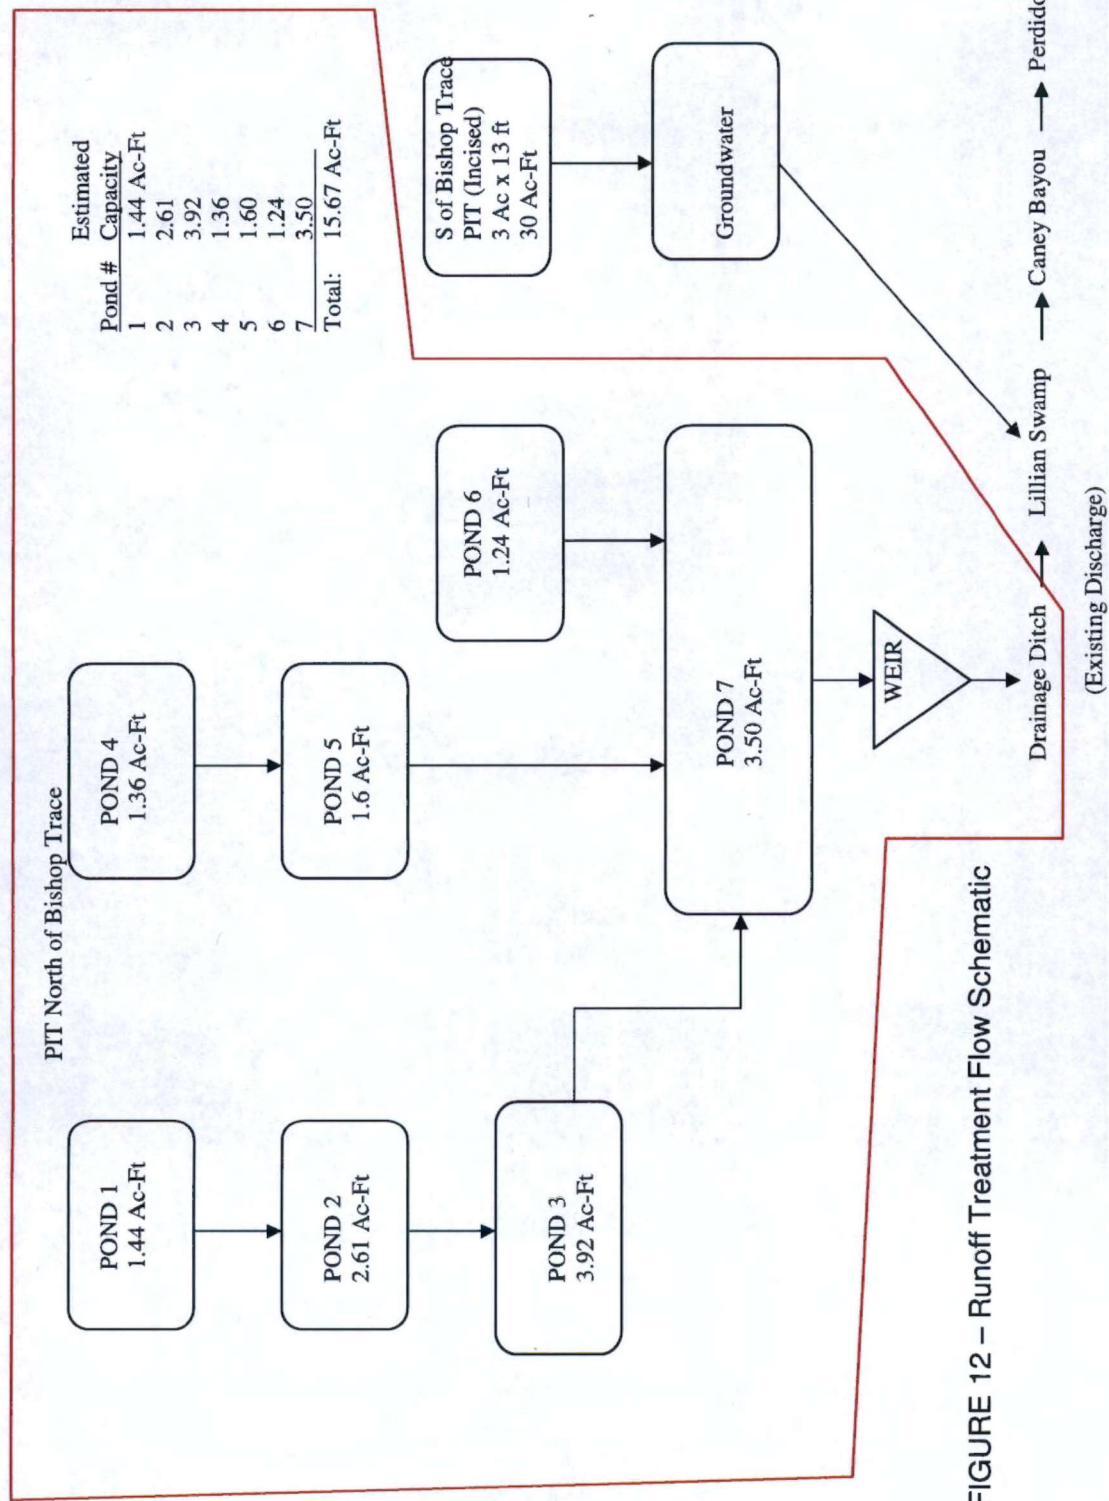 PIT North of Bishop Trace
POND 1
1.44 Ac-Ft
POND 2
2.61 Ac-Ft
POND 3
3.92 Ac-Ft
POND 4
1.36 Ac-Ft
POND 5
1.6 Ac-Ft
POND 6
1.24 Ac-Ft
POND 7
3.50 Ac-Ft
WEIR
Estimated
Pond # Capacity
1 1.44 Ac-Ft
2 2.61
3 3.92
4 1.36
5 1.60
6 1.24
7 3.50
Total: 15.67 Ac-Ft
S of Bishop Trace
PIT (Incised)
3 Ac x 13 ft
30 Ac-Ft
Groundwater
Drainage Ditch Lillian Swamp Caney Bayou Perdido
(Existing Discharge)
FIGURE 12 – Runoff Treatment Flow Schematic